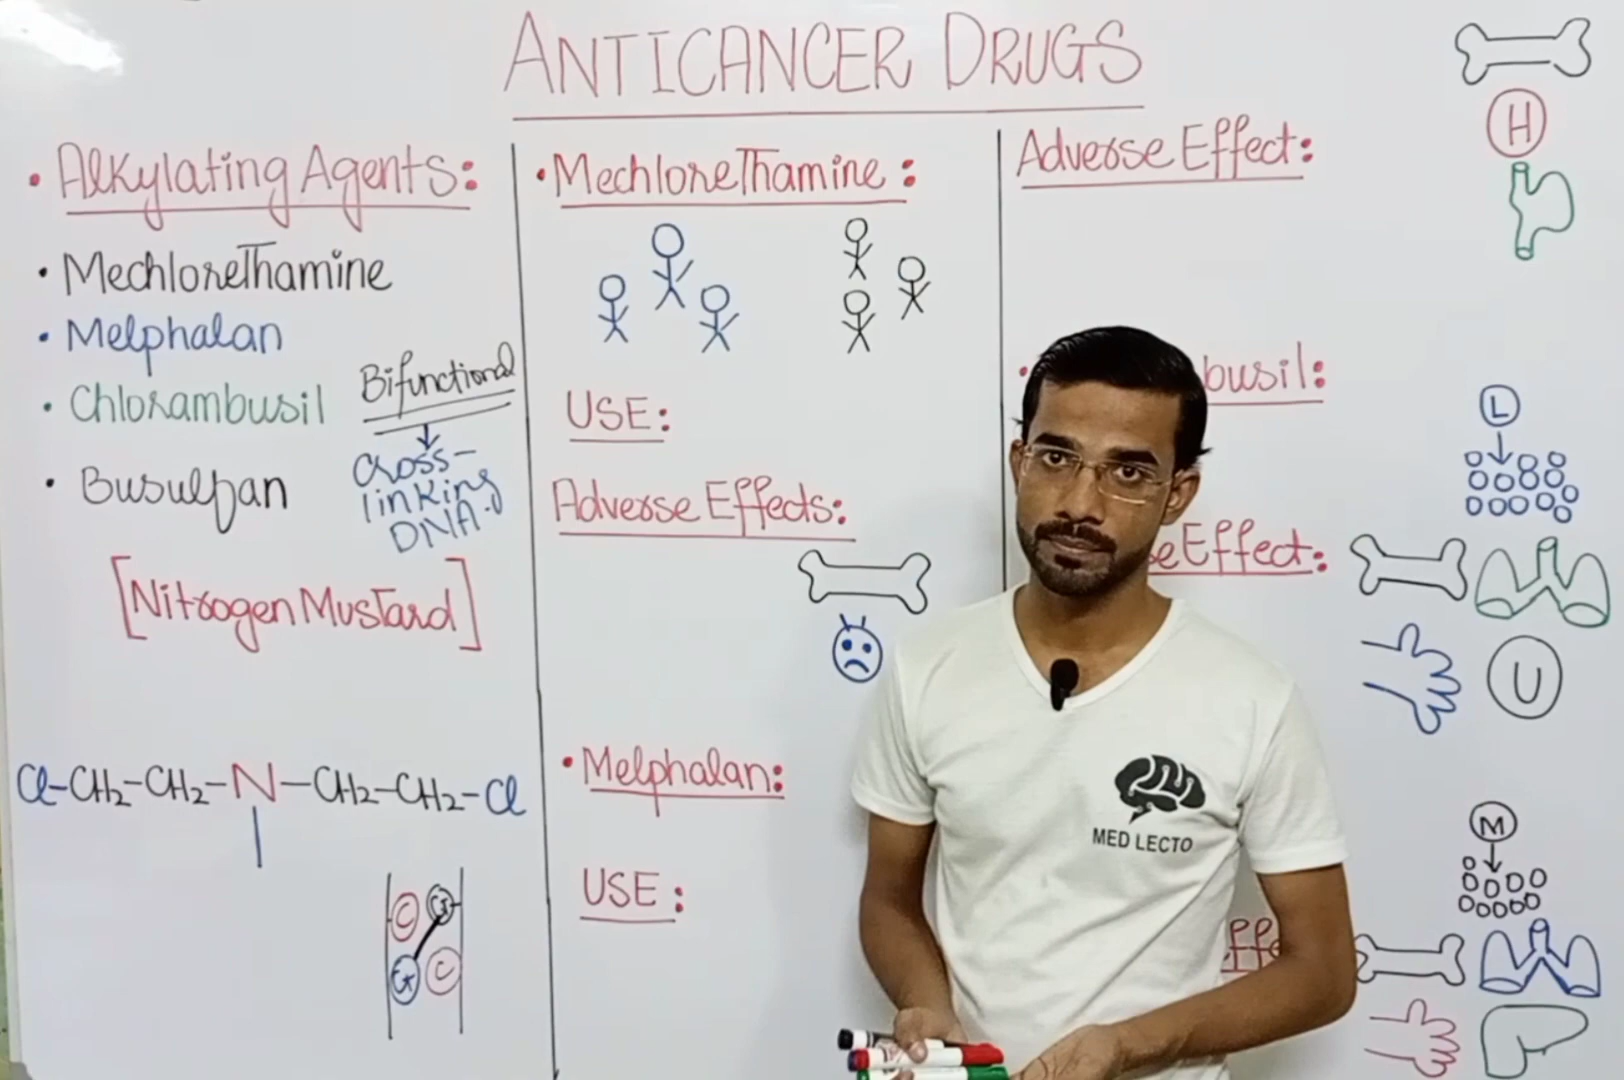 ANTICANCER DRUGS
• Alkylating Agents:
• Mechlorethamine
• Melphalan
• Chlorambusil
• Busulfan
Bifunctional
Cross-
linking
DNA.
[Nitrogen Mustard]
Cl-CH2-CH2-N-CH2-CH2-Cl
C G
G C
• Mechlorethamine:
USE:
Adverse Effects:
• Melphalan:
USE:
Adverse Effect:
H
busil:
L
e Effect:
U
M
Effe
MED LECTO